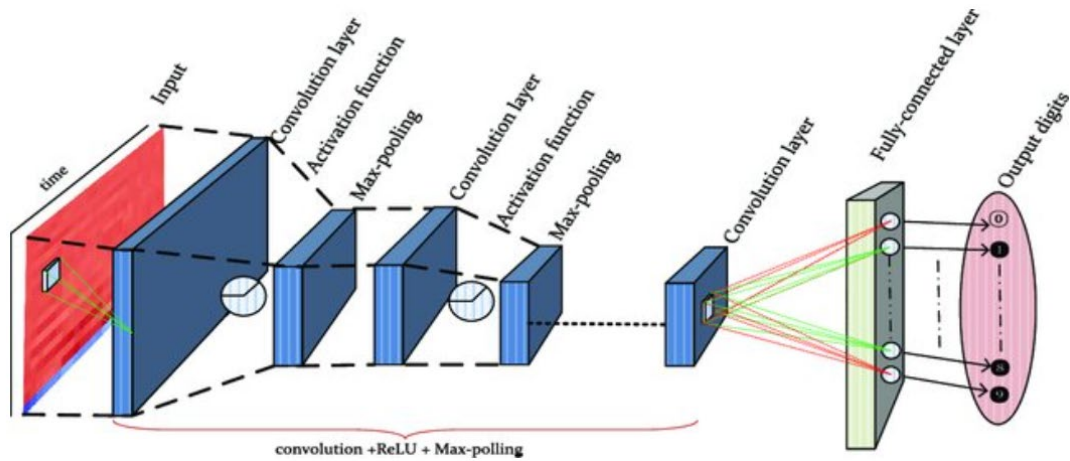 time
Input
Convolution layer
Activation function
Max-pooling
Convolution layer
Activation function
Max-pooling
Convolution layer
Fully-connected layer
Output digits
0
1
8
9
convolution +ReLU + Max-polling